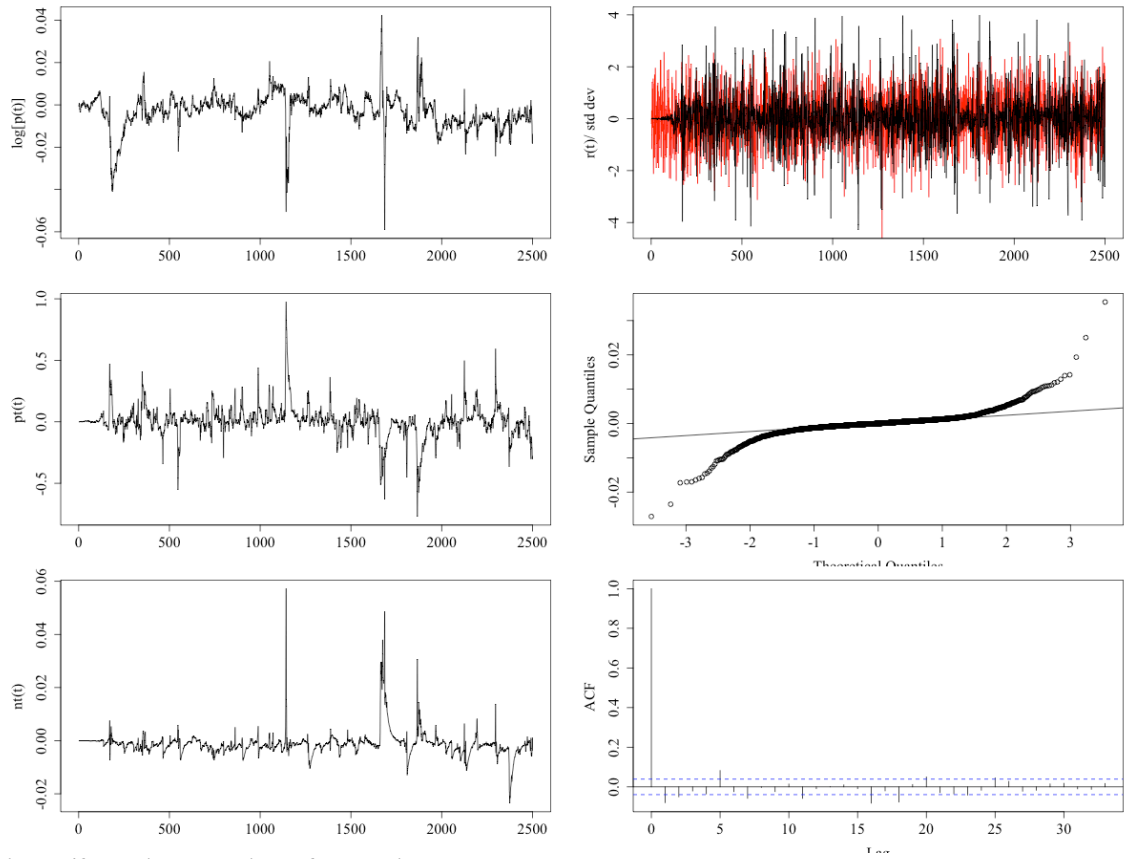 log[p(t)]
-0.06 -0.02 0.00 0.02 0.04
0 500 1000 1500 2000 2500
r(t)/ std dev
-4 -2 0 2 4
0 500 1000 1500 2000 2500
pt(t)
-0.5 0.0 0.5 1.0
0 500 1000 1500 2000 2500
Sample Quantiles
-0.02 0.00 0.02
-3 -2 -1 0 1 2 3
Theoretical Quantiles
nt(t)
-0.02 0.00 0.02 0.04 0.06
0 500 1000 1500 2000 2500
ACF
0.0 0.2 0.4 0.6 0.8 1.0
0 5 10 15 20 25 30
Lag